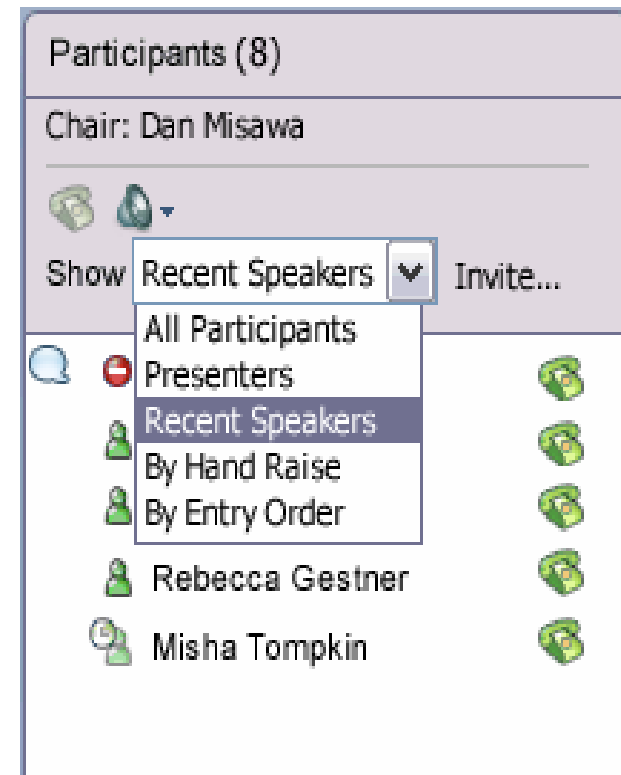 Participants (8)
Chair: Dan Misawa
Show Recent Speakers Invite...
All Participants
Presenters
Recent Speakers
By Hand Raise
By Entry Order
Rebecca Gestner
Misha Tompkin